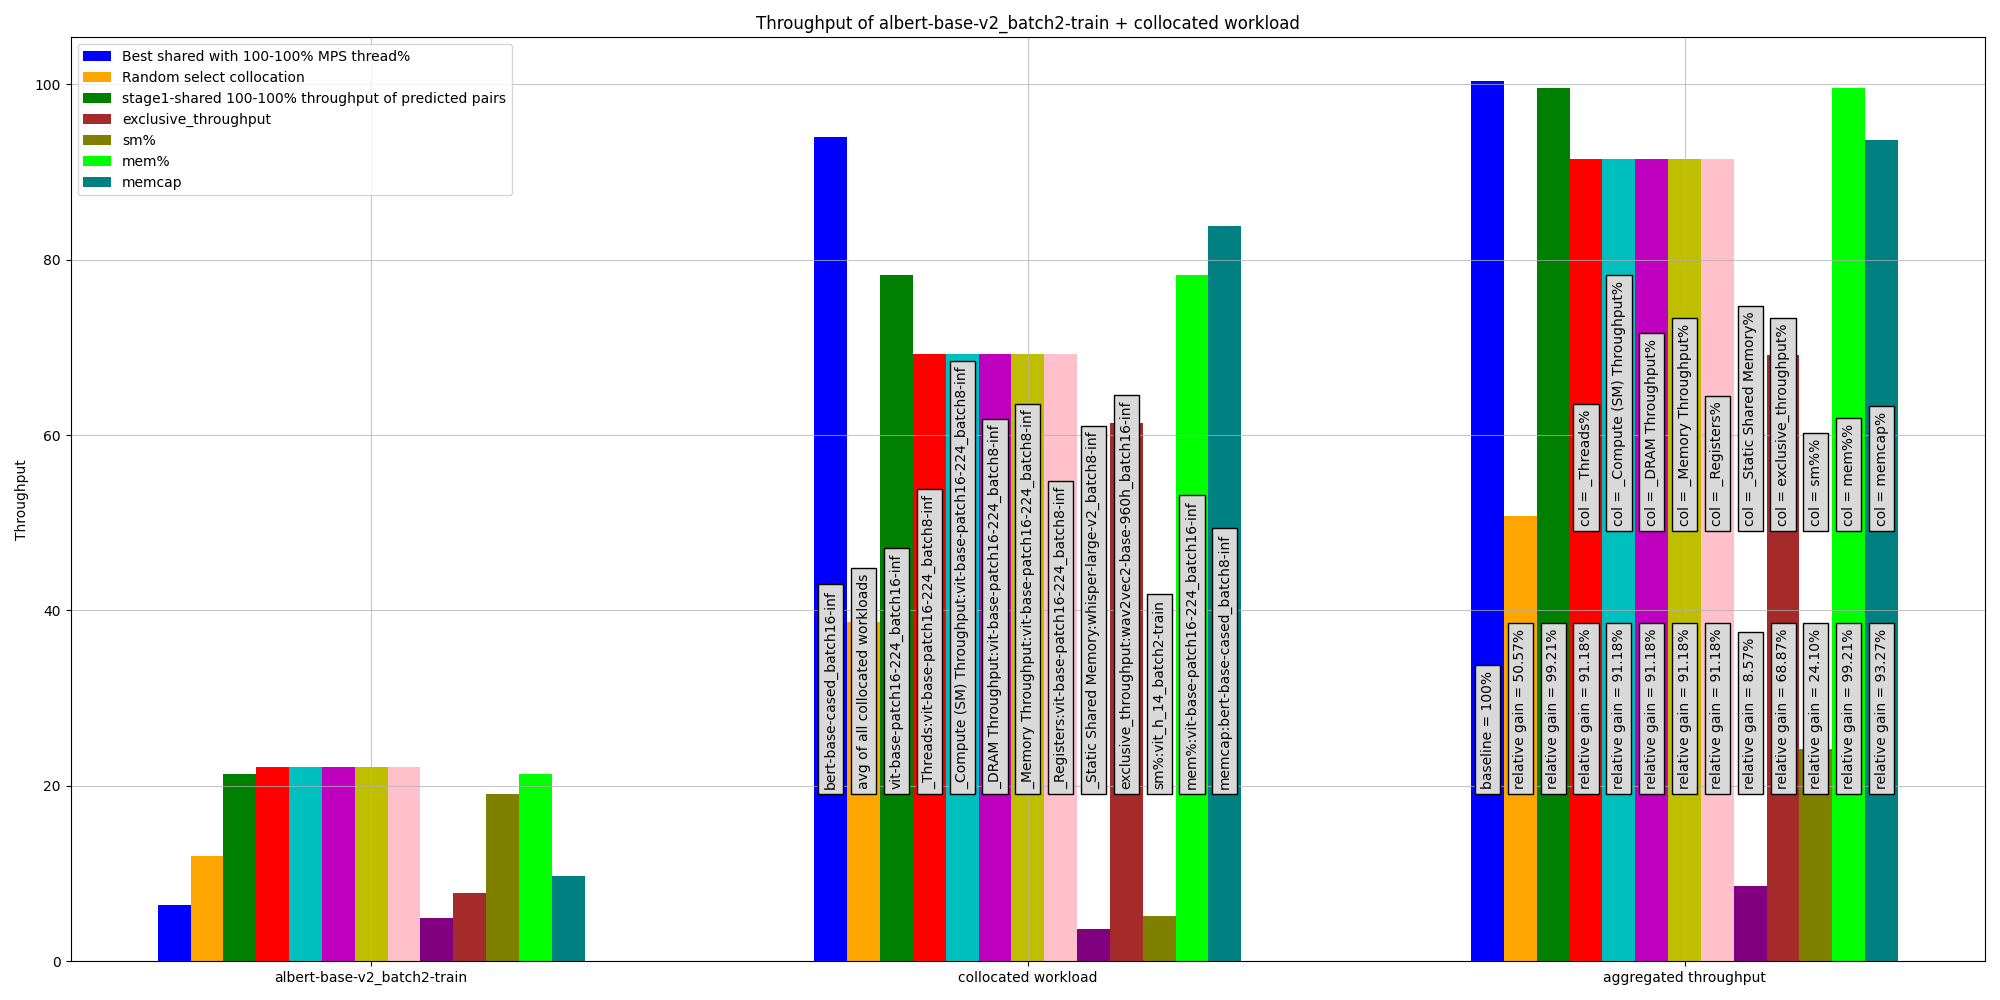 Throughput of albert-base-v2_batch2-train + collocated workload
Best shared with 100-100% MPS thread%
Random select collocation
stage1-shared 100-100% throughput of predicted pairs
exclusive_throughput
sm%
mem%
memcap
Throughput
100
80
60
40
20
0
bert-base-cased_batch16-inf
avg of all collocated workloads
vit-base-patch16-224_batch16-inf
_Threads:vit-base-patch16-224_batch8-inf
_Compute (SM) Throughput:vit-base-patch16-224_batch8-inf
_DRAM Throughput:vit-base-patch16-224_batch8-inf
_Memory Throughput:vit-base-patch16-224_batch8-inf
_Registers:vit-base-patch16-224_batch8-inf
_Static Shared Memory:whisper-large-v2_batch8-inf
exclusive_throughput:wav2vec2-base-960h_batch16-inf
sm%:vit_h_14_batch2-train
mem%:vit-base-patch16-224_batch16-inf
memcap:bert-base-cased_batch8-inf
col = _Threads%
col = _Compute (SM) Throughput%
col = _DRAM Throughput%
col = _Memory Throughput%
col = _Registers%
col = _Static Shared Memory%
col = exclusive_throughput%
col = sm%%
col = mem%%
col = memcap%
baseline = 100%
relative gain = 50.57%
relative gain = 99.21%
relative gain = 91.18%
relative gain = 91.18%
relative gain = 91.18%
relative gain = 91.18%
relative gain = 91.18%
relative gain = 8.57%
relative gain = 68.87%
relative gain = 24.10%
relative gain = 99.21%
relative gain = 93.27%
albert-base-v2_batch2-train
collocated workload
aggregated throughput